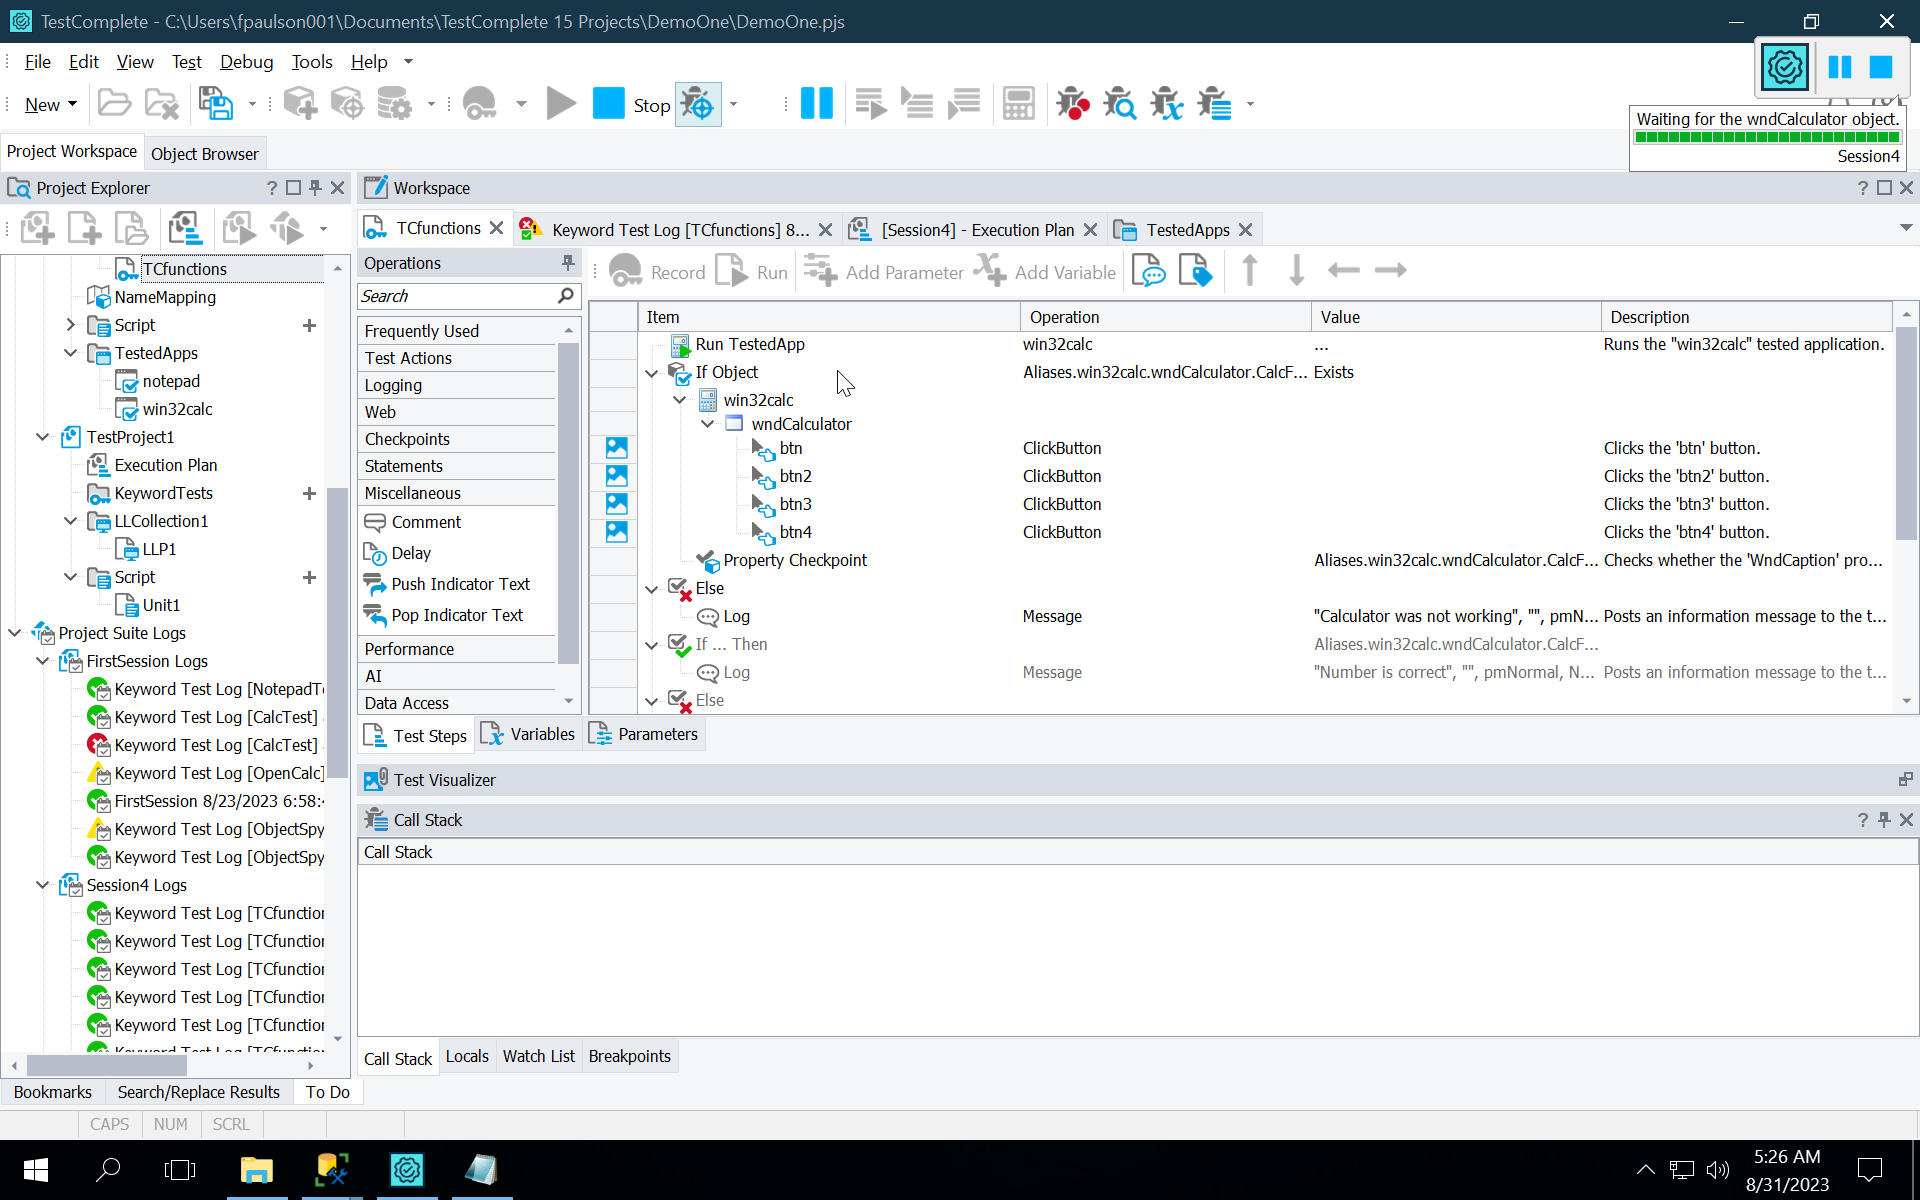 TestComplete - C:\Users\fpaulson001\Documents\TestComplete 15 Projects\DemoOne\DemoOne.pjs
File Edit View Test Debug Tools Help
New Stop
Waiting for the wndCalculator object.
Session4
Project Workspace Object Browser
Project Explorer
Workspace
TCfunctions
Keyword Test Log [TCfunctions] 8...
[Session4] - Execution Plan
TestedApps
Operations
Search
Record Run Add Parameter Add Variable
TCfunctions
NameMapping
Script
TestedApps
notepad
win32calc
TestProject1
Execution Plan
KeywordTests
LLCollection1
LLP1
Script
Unit1
Project Suite Logs
FirstSession Logs
Keyword Test Log [NotepadT
Keyword Test Log [CalcTest]
Keyword Test Log [CalcTest]
Keyword Test Log [OpenCalc]
FirstSession 8/23/2023 6:58:
Keyword Test Log [ObjectSpy
Keyword Test Log [ObjectSpy
Session4 Logs
Keyword Test Log [TCfunction
Keyword Test Log [TCfunction
Keyword Test Log [TCfunction
Keyword Test Log [TCfunction
Keyword Test Log [TCfunction
Frequently Used
Test Actions
Logging
Web
Checkpoints
Statements
Miscellaneous
Comment
Delay
Push Indicator Text
Pop Indicator Text
Performance
AI
Data Access
Item Operation Value Description
Run TestedApp win32calc ... Runs the "win32calc" tested application.
If Object Aliases.win32calc.wndCalculator.CalcF... Exists
win32calc
wndCalculator
btn ClickButton Clicks the 'btn' button.
btn2 ClickButton Clicks the 'btn2' button.
btn3 ClickButton Clicks the 'btn3' button.
btn4 ClickButton Clicks the 'btn4' button.
Property Checkpoint Aliases.win32calc.wndCalculator.CalcF... Checks whether the 'WndCaption' pro...
Else
Log Message "Calculator was not working", "", pmN... Posts an information message to the t...
If ... Then Aliases.win32calc.wndCalculator.CalcF...
Log Message "Number is correct", "", pmNormal, N... Posts an information message to the t...
Else
Test Steps Variables Parameters
Test Visualizer
Call Stack
Call Stack
Call Stack Locals Watch List Breakpoints
Bookmarks Search/Replace Results To Do
CAPS NUM SCRL
5:26 AM
8/31/2023